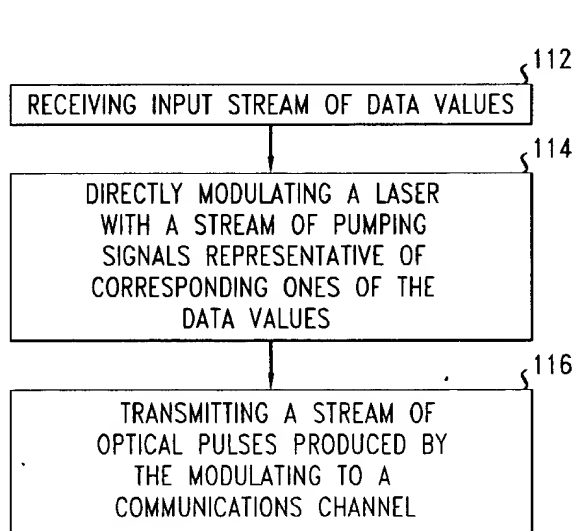 112
RECEIVING INPUT STREAM OF DATA VALUES
114
DIRECTLY MODULATING A LASER
WITH A STREAM OF PUMPING
SIGNALS REPRESENTATIVE OF
CORRESPONDING ONES OF THE
DATA VALUES
116
TRANSMITTING A STREAM OF
OPTICAL PULSES PRODUCED BY
THE MODULATING TO A
COMMUNICATIONS CHANNEL